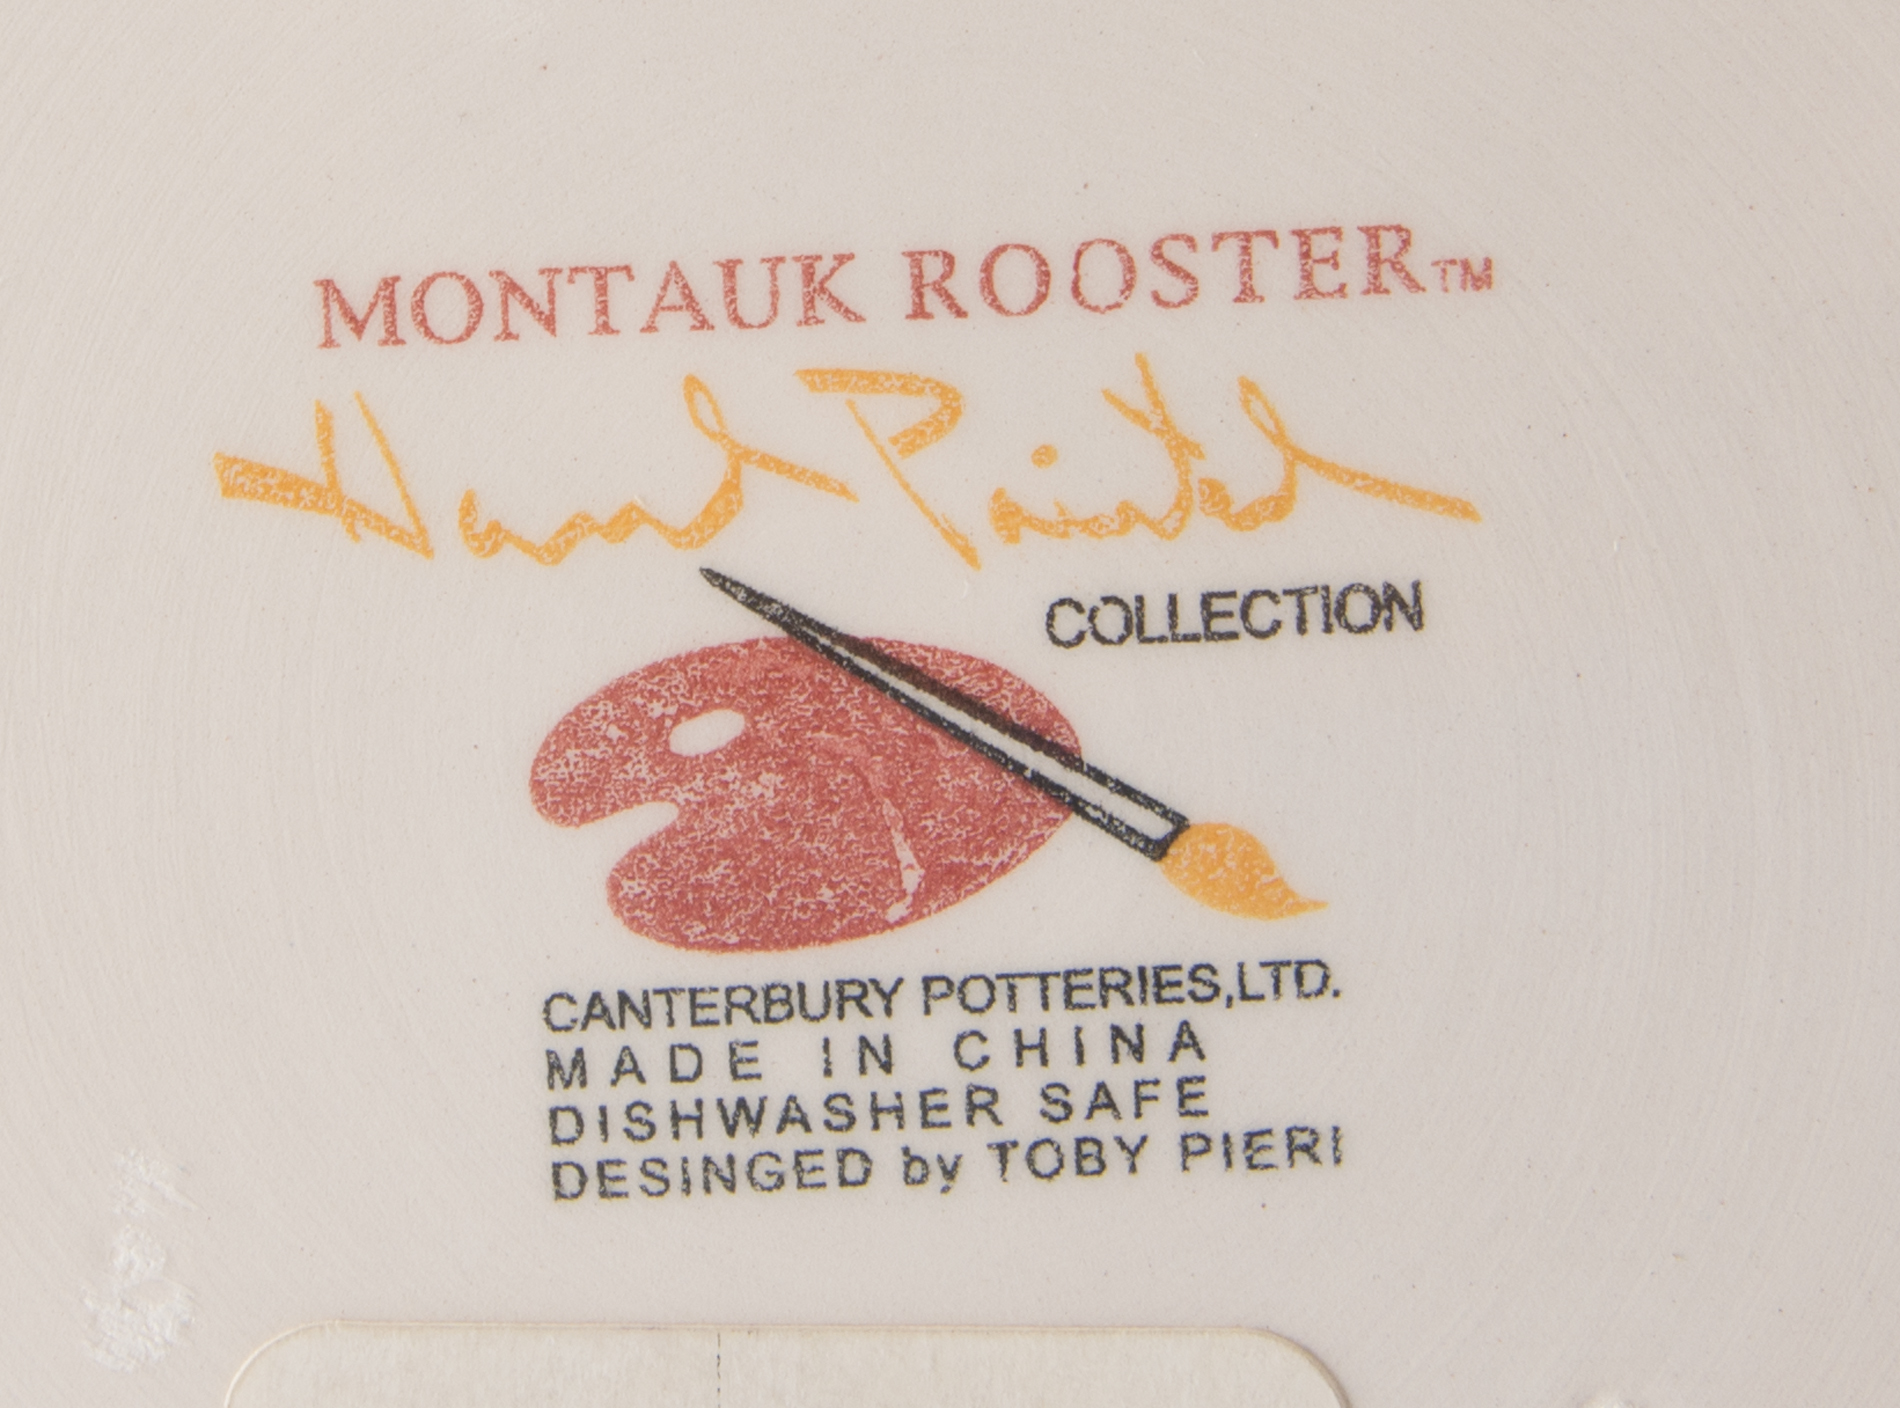 MONTAUK ROOSTER™
Hand Painted
COLLECTION
CANTERBURY POTTERIES,LTD.
MADE IN CHINA
DISHWASHER SAFE
DESINGED by TOBY PIERI